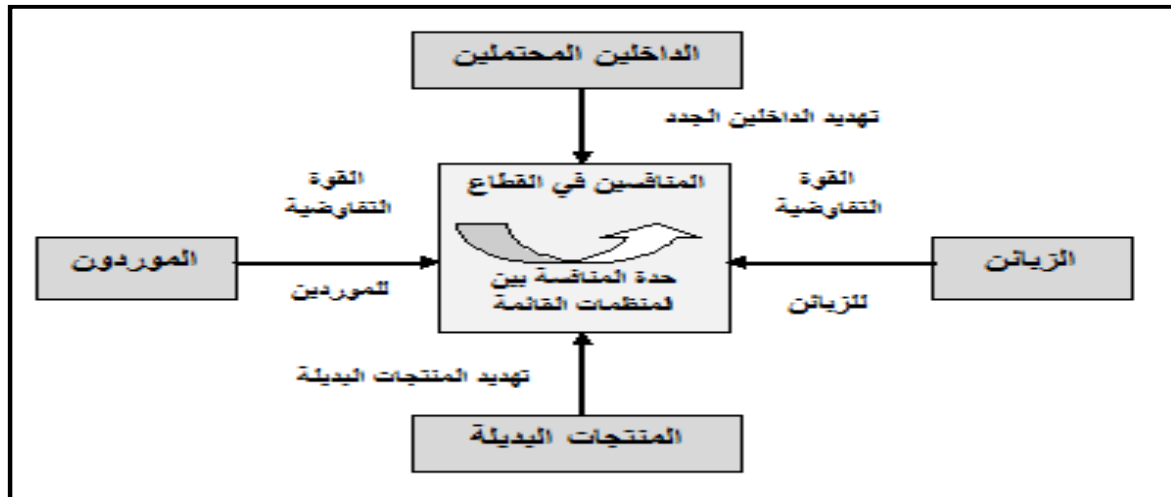 الداخلين المحتملين
تهديد الداخلين الجدد
القوة
التفاوضية
المنافسين في القطاع
القوة
التفاوضية
الزبائن
للزبائن
الموردون
للموردين
حدة المنافسة بين
لمنظمات القائمة
تهديد المنتجات البديلة
المنتجات البديلة